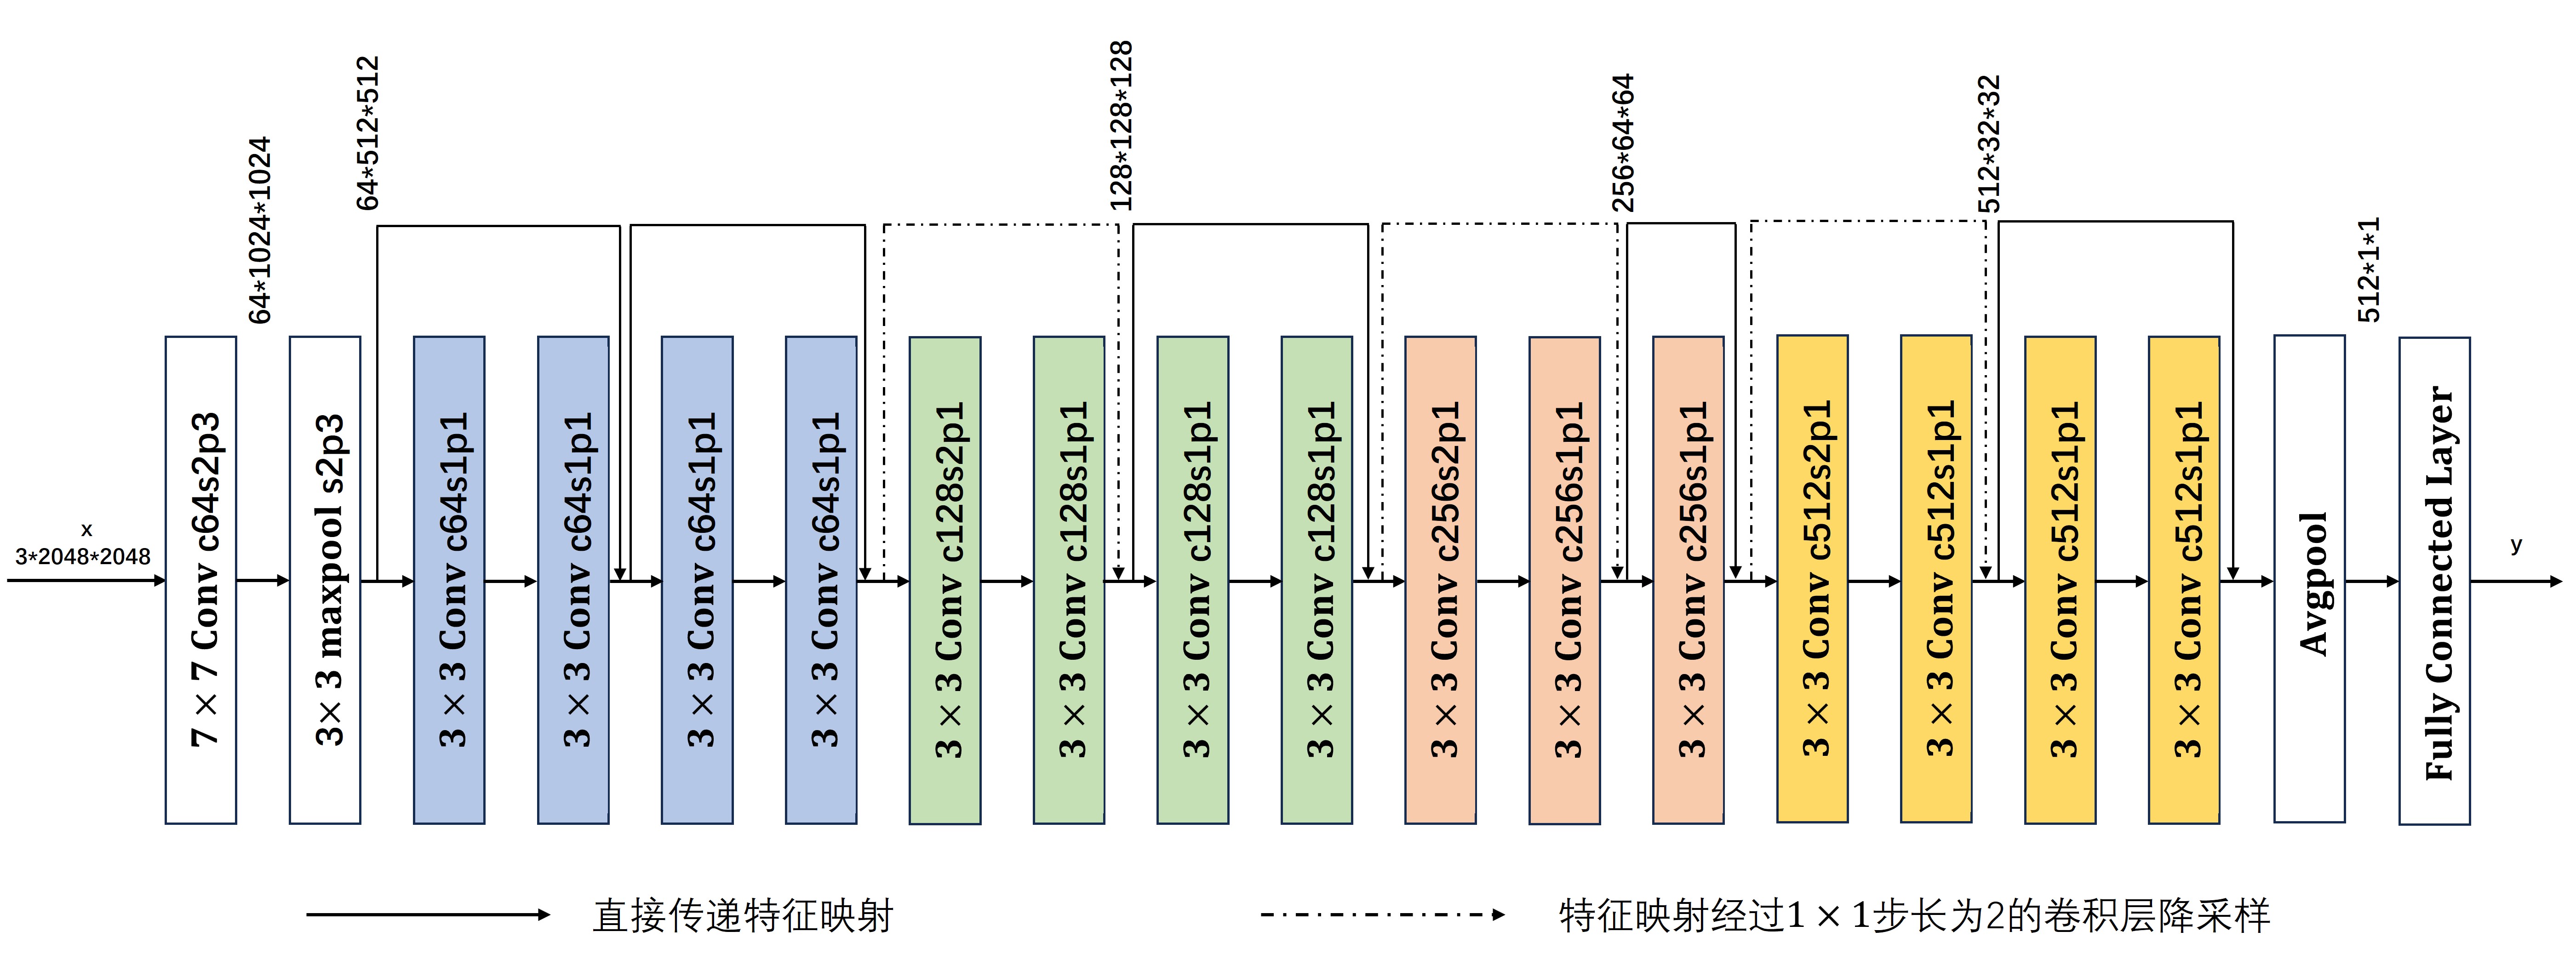 x
3*2048*2048
7 × 7 Conv c64s2p3
64*1024*1024
3× 3 maxpool s2p3
64*512*512
3 × 3 Conv c64s1p1
3 × 3 Conv c64s1p1
3 × 3 Conv c64s1p1
3 × 3 Conv c64s1p1
3 × 3 Conv c128s2p1
3 × 3 Conv c128s1p1
128*128*128
3 × 3 Conv c128s1p1
3 × 3 Conv c128s1p1
3 × 3 Conv c256s2p1
3 × 3 Conv c256s1p1
256*64*64
3 × 3 Conv c256s1p1
3 × 3 Conv c512s2p1
3 × 3 Conv c512s1p1
512*32*32
3 × 3 Conv c512s1p1
3 × 3 Conv c512s1p1
Avgpool
512*1*1
Fully Connected Layer
y
直接传递特征映射
特征映射经过1 × 1步长为2的卷积层降采样